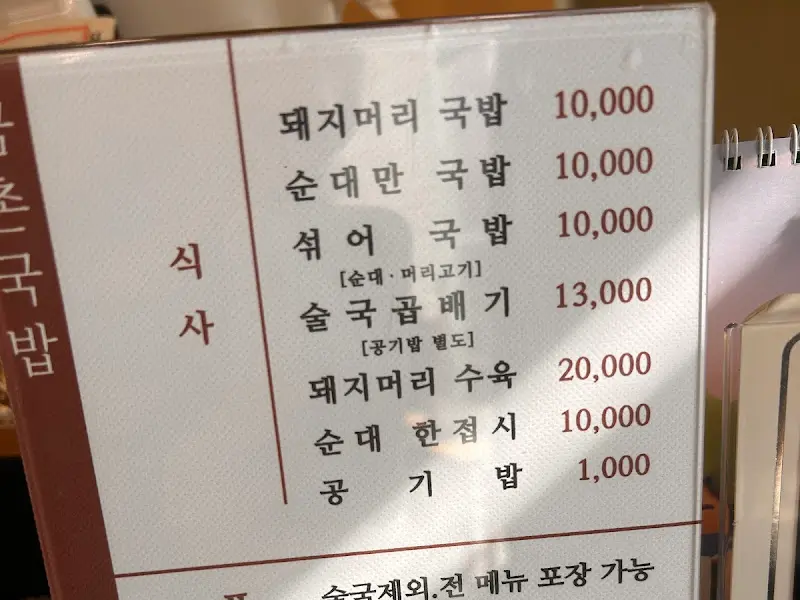 국밥
식사
돼지머리 국밥 10,000
순대만 국밥 10,000
섞어 국밥 10,000
[순대·머리고기]
술국곱배기 13,000
[공기밥 별도]
돼지머리 수육 20,000
순대 한접시 10,000
공기밥 1,000
술국제외.전 메뉴 포장 가능